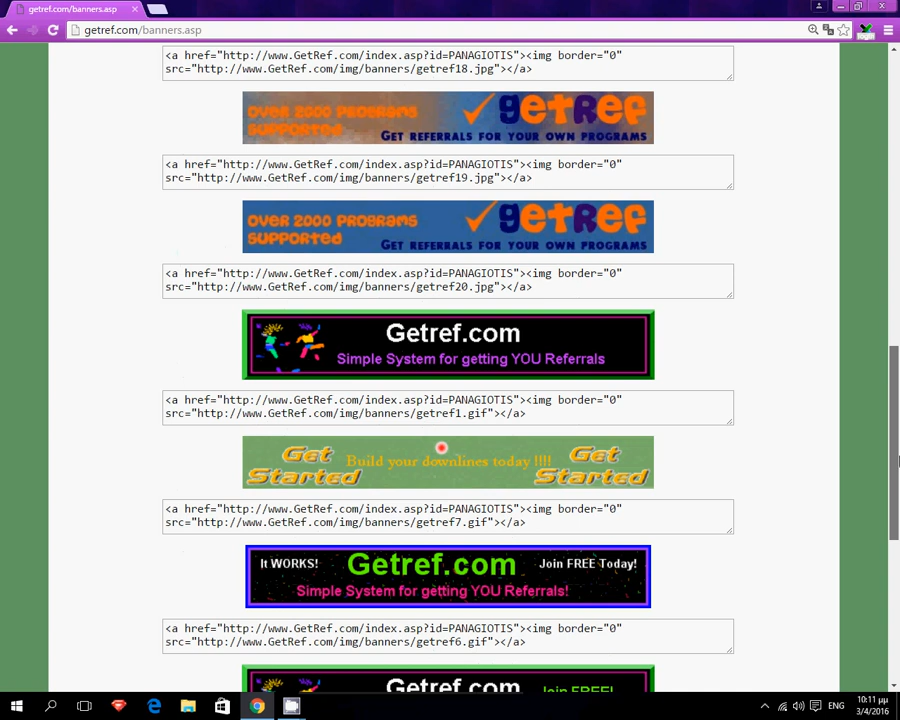 getref.com/banners.asp
getref.com/banners.asp
<a href="http://www.GetRef.com/index.asp?id=PANAGIOTIS"><img border="0"
src="http://www.GetRef.com/img/banners/getref18.jpg"></a>
OVER 2000 PROGRAMS
SUPPORTED
getRef
GET REFERRALS FOR YOUR OWN PROGRAMS
<a href="http://www.GetRef.com/index.asp?id=PANAGIOTIS"><img border="0"
src="http://www.GetRef.com/img/banners/getref19.jpg"></a>
OVER 2000 PROGRAMS
SUPPORTED
getRef
GET REFERRALS FOR YOUR OWN PROGRAMS
<a href="http://www.GetRef.com/index.asp?id=PANAGIOTIS"><img border="0"
src="http://www.GetRef.com/img/banners/getref20.jpg"></a>
Getref.com
Simple System for getting YOU Referrals
<a href="http://www.GetRef.com/index.asp?id=PANAGIOTIS"><img border="0"
src="http://www.GetRef.com/img/banners/getref1.gif"></a>
Get
Started
Build your downlines today !!!!
Get
Started
<a href="http://www.GetRef.com/index.asp?id=PANAGIOTIS"><img border="0"
src="http://www.GetRef.com/img/banners/getref7.gif"></a>
It WORKS!
Getref.com
Join FREE Today!
Simple System for getting YOU Referrals!
<a href="http://www.GetRef.com/index.asp?id=PANAGIOTIS"><img border="0"
src="http://www.GetRef.com/img/banners/getref6.gif"></a>
Getref.com
Join FREE!
ENG
10:11 μμ
3/4/2016